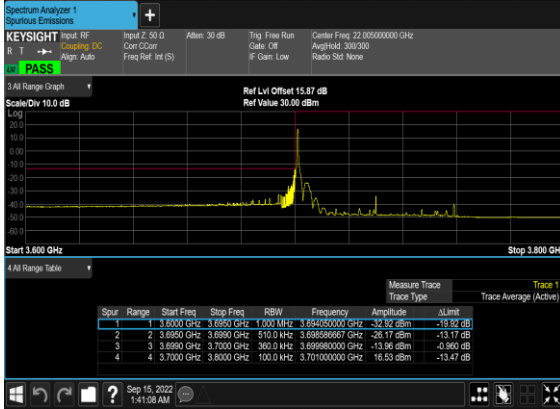 Spectrum Analyzer 1
Spurious Emissions
KEYSIGHT Input: RF Input Z: 50 Ω Atten: 30 dB Trig: Free Run Center Freq: 22.005000000 GHz
R T Coupling: DC Corr CCorr Gate: Off Avg|Hold: 300/300
Align: Auto Freq Ref: Int (S) IF Gain: Low Radio Std: None
PASS
3 All Range Graph
Ref Lvl Offset 15.87 dB
Scale/Div 10.0 dB Ref Value 30.00 dBm
Log
20.0
10.0
0.00
-10.0
-20.0
-30.0
-40.0
-50.0
-60.0
Start 3.600 GHz Stop 3.800 GH
4 All Range Table
Measure Trace Trace 1
Trace Type Trace Average (Active)
Spur Range Start Freq Stop Freq RBW Frequency Amplitude ΔLimit
1 1 3.6000 GHz 3.6950 GHz 1.000 MHz 3.694050000 GHz -32.92 dBm -19.92 dB
2 2 3.6950 GHz 3.6990 GHz 510.0 kHz 3.698586667 GHz -26.17 dBm -13.17 dB
3 3 3.6990 GHz 3.7000 GHz 360.0 kHz 3.699980000 GHz -13.96 dBm -0.960 dB
4 4 3.7000 GHz 3.8000 GHz 100.0 kHz 3.701000000 GHz 16.53 dBm -13.47 dB
Sep 15, 2022
1:41:08 AM